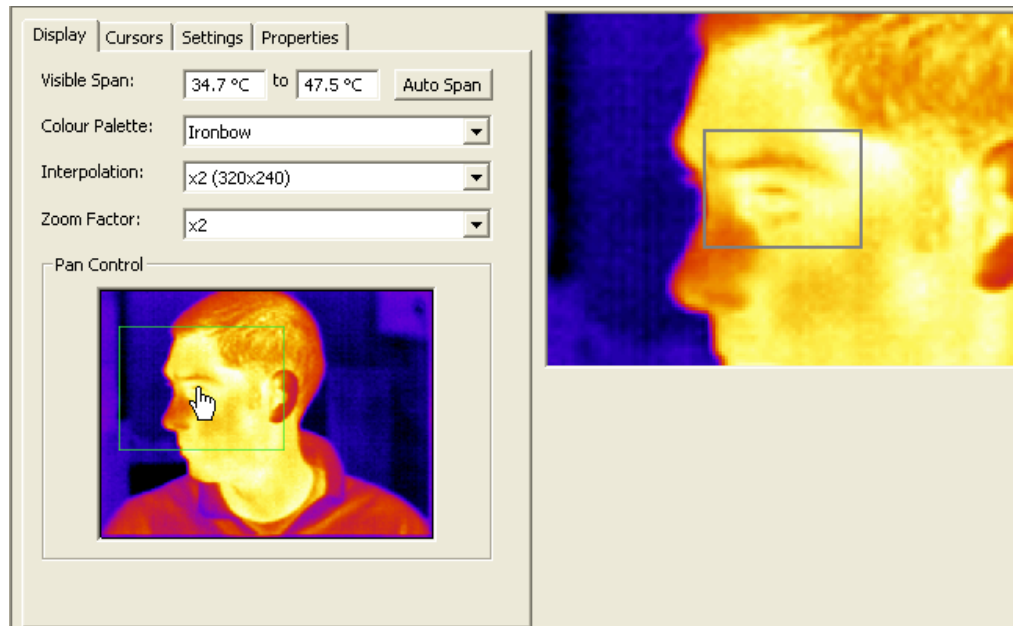 Display Cursors Settings Properties
Visible Span: 34.7 °C to 47.5 °C Auto Span
Colour Palette: Ironbow
Interpolation: x2 (320x240)
Zoom Factor: x2
Pan Control